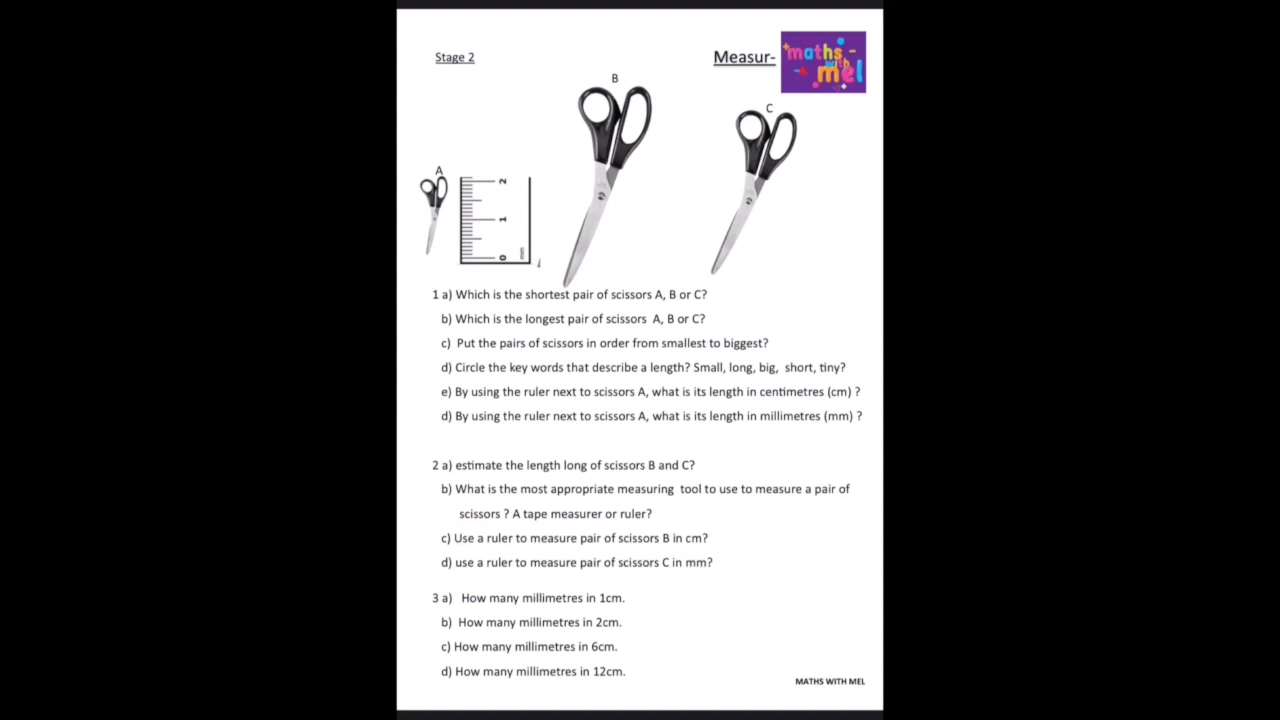 Stage 2
Measur-
maths
with
mel
B
C
A
2
1
0
mm
1 a) Which is the shortest pair of scissors A, B or C?
b) Which is the longest pair of scissors A, B or C?
c) Put the pairs of scissors in order from smallest to biggest?
d) Circle the key words that describe a length? Small, long, big, short, tiny?
e) By using the ruler next to scissors A, what is its length in centimetres (cm) ?
d) By using the ruler next to scissors A, what is its length in millimetres (mm) ?
2 a) estimate the length long of scissors B and C?
b) What is the most appropriate measuring tool to use to measure a pair of
scissors ? A tape measurer or ruler?
c) Use a ruler to measure pair of scissors B in cm?
d) use a ruler to measure pair of scissors C in mm?
3 a) How many millimetres in 1cm.
b) How many millimetres in 2cm.
c) How many millimetres in 6cm.
d) How many millimetres in 12cm.
MATHS WITH MEL